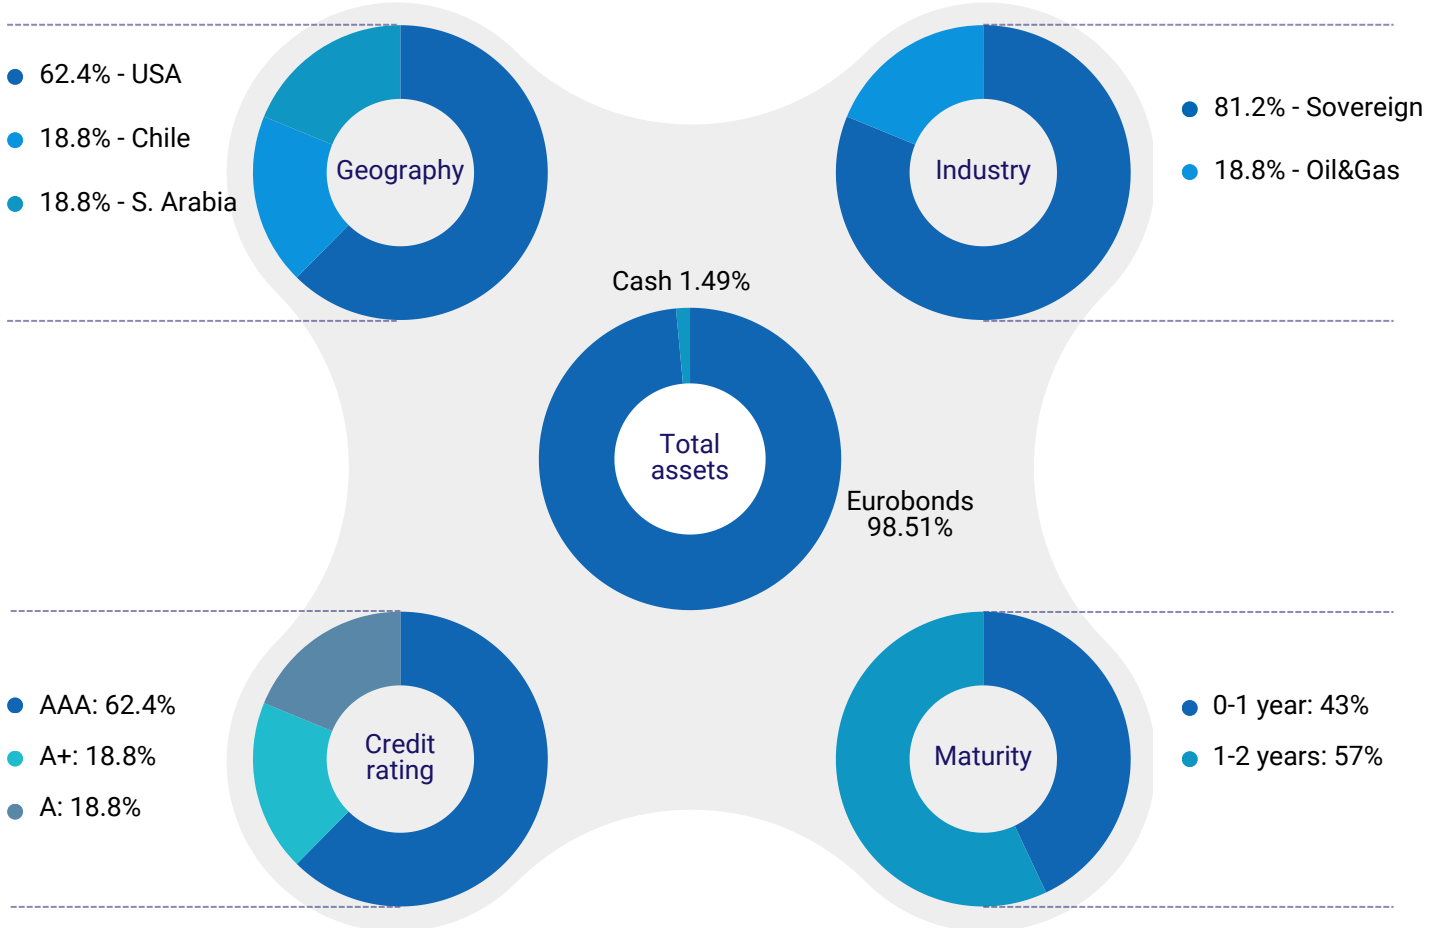 62.4% - USA
18.8% - Chile
18.8% - S. Arabia
Geography
Industry
81.2% - Sovereign
18.8% - Oil&Gas
Cash 1.49%
Total
assets
Eurobonds
98.51%
AAA: 62.4%
A+: 18.8%
A: 18.8%
Credit
rating
Maturity
0-1 year: 43%
1-2 years: 57%